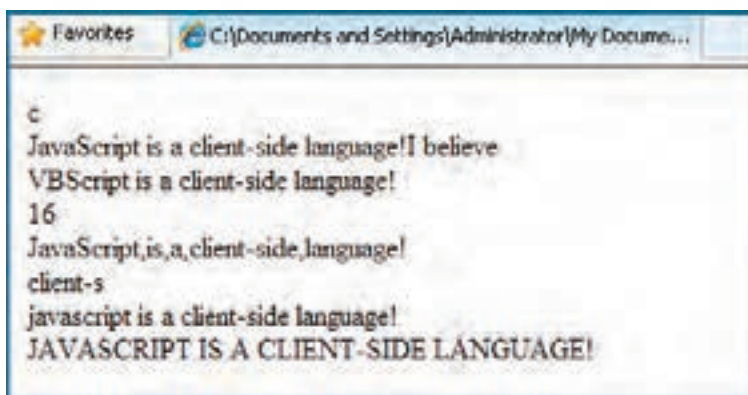 Favorites
C:\Documents and Settings\Administrator\My Docume...
c
JavaScript is a client-side language!I believe
VBScript is a client-side language!
16
JavaScript,is,a,client-side,language!
client-s
javascript is a client-side language!
JAVASCRIPT IS A CLIENT-SIDE LANGUAGE!